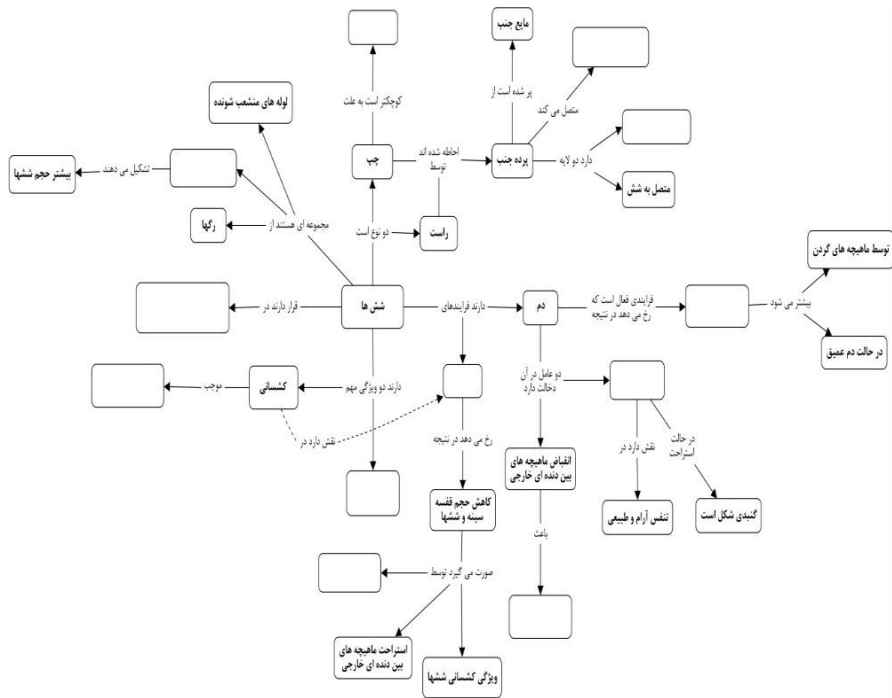 مایع جنب
پر شده است از
متصل می کند
کوچکتر است به علت
لوله های منشعب شونده
چپ
احاطه شده اند
توسط
پرده جنب
دارد دو لایه
متصل به شش
بیشتر حجم ششها
تشکیل می دهند
مجموعه ای هستند از
رگها
دو نوع است
راست
توسط ماهیچه های گردن
بیشتر می شود
در حالت دم عمیق
قرار دارند در
شش ها
دارند فرایندهای
دم
فرایندی فعال است که
رخ می دهد در نتیجه
موجب
کشسانی
دارند دو ویژگی مهم
نقش دارد در
دو عامل در آن
دخالت دارد
رخ می دهد در نتیجه
نقش دارد در
در حالت
استراحت
انقباض ماهیچه های
بین دنده ای خارجی
کاهش حجم قفسه
سینه و ششها
تنفس آرام و طبیعی
گنبدی شکل است
باعث
صورت می گیرد توسط
استراحت ماهیچه های
بین دنده ای خارجی
ویژگی کشسانی ششها